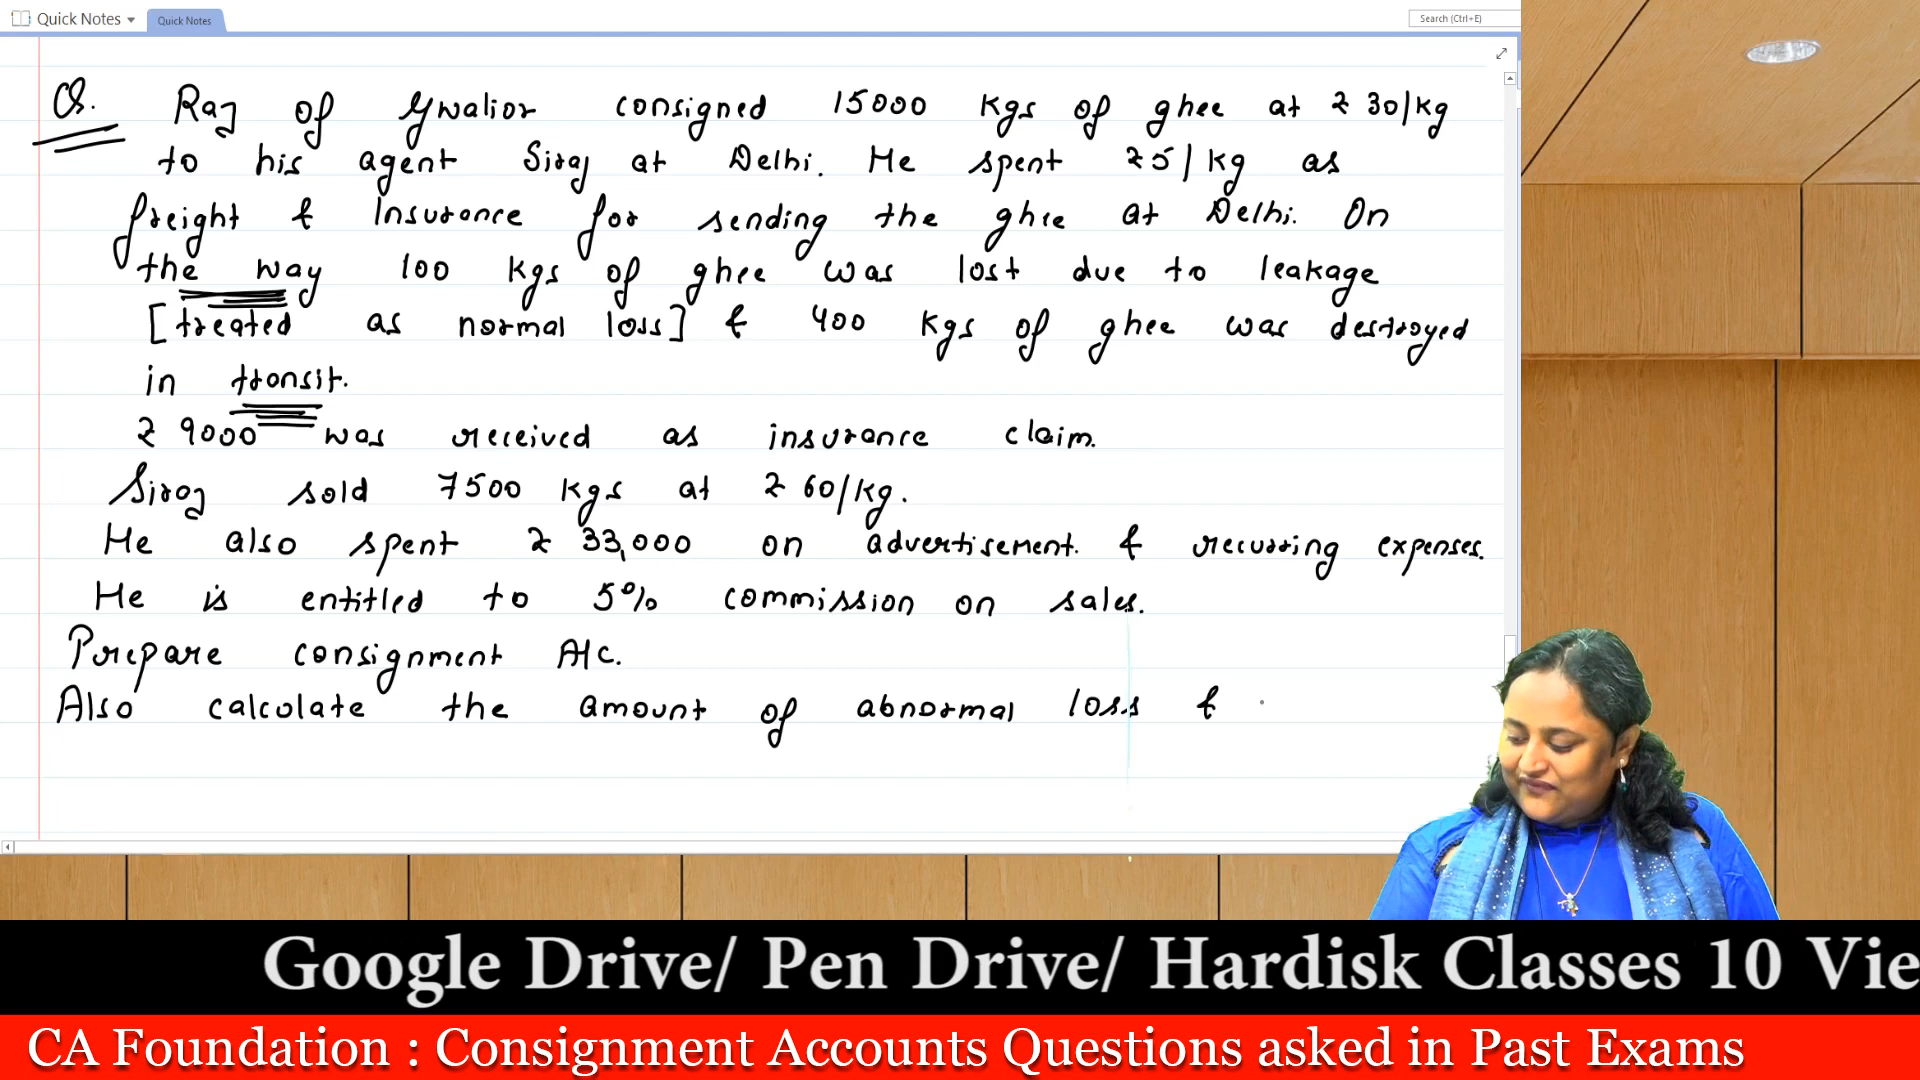 Quick Notes
Quick Notes
Search (Ctrl+E)
Q. Raj of Gwalior consigned 15000 kgs of ghee at ₹ 30/kg
to his agent Siraj at Delhi. He spent ₹5/kg as
freight & Insurance for sending the ghee at Delhi. On
the way 100 kgs of ghee was lost due to leakage
[treated as normal loss] & 400 kgs of ghee was destroyed
in transit.
₹ 9000 was received as insurance claim.
Siraj sold 7500 kgs at ₹ 60/kg.
He also spent ₹ 33,000 on advertisement & recurring expenses.
He is entitled to 5% commission on sales.
Prepare consignment A/c.
Also calculate the amount of abnormal loss &
Google Drive/ Pen Drive/ Hardisk Classes 10 Vie
CA Foundation : Consignment Accounts Questions asked in Past Exams